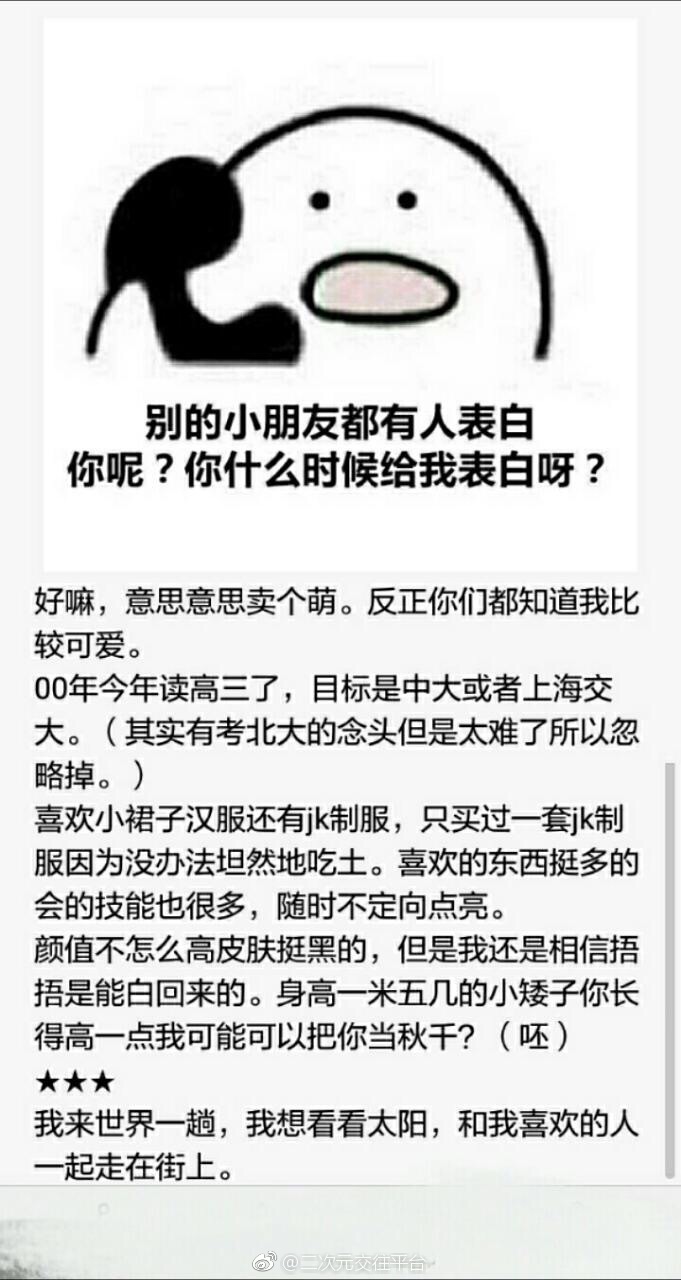 别的小朋友都有人表白
你呢？你什么时候给我表白呀？
好嘛，意思意思卖个萌。反正你们都知道我比
较可爱。
00年今年读高三了，目标是中大或者上海交
大。（其实有考北大的念头但是太难了所以忽
略掉。）
喜欢小裙子汉服还有jk制服，只买过一套jk制
服因为没办法坦然地吃土。喜欢的东西挺多的
会的技能也很多，随时不定向点亮。
颜值不怎么高皮肤挺黑的，但是我还是相信捂
捂是能白回来的。身高一米五几的小矮子你长
得高一点我可能可以把你当秋千？（呸）
★★★
我来世界一趟，我想看看太阳，和我喜欢的人
一起走在街上。
@二次元交往平台